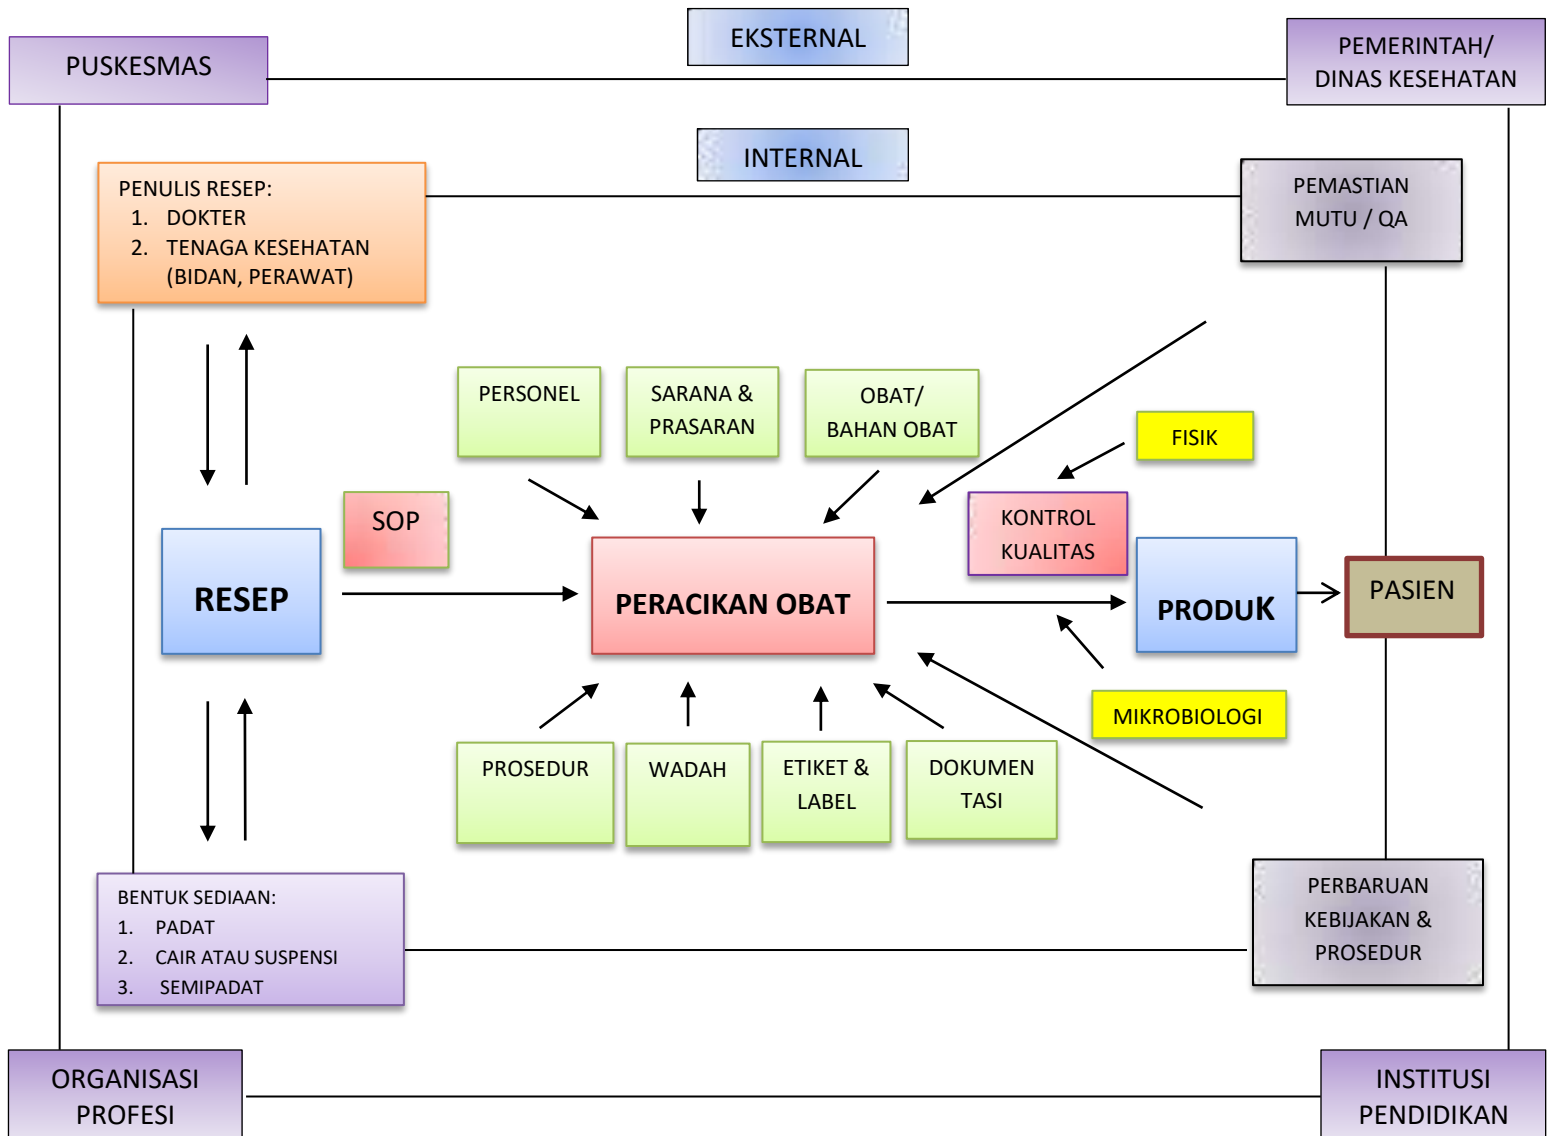 EKSTERNAL
PUSKESMAS
PEMERINTAH/
DINAS KESEHATAN
INTERNAL
PENULIS RESEP:
1. DOKTER
2. TENAGA KESEHATAN
(BIDAN, PERAWAT)
PEMASTIAN
MUTU / QA
PERSONEL
SARANA &
PRASARAN
OBAT/
BAHAN OBAT
FISIK
SOP
KONTROL
KUALITAS
RESEP
PERACIKAN OBAT
PRODUK
PASIEN
MIKROBIOLOGI
PROSEDUR
WADAH
ETIKET &
LABEL
DOKUMEN
TASI
BENTUK SEDIAAN:
1. PADAT
2. CAIR ATAU SUSPENSI
3. SEMIPADAT
PERBARUAN
KEBIJAKAN &
PROSEDUR
ORGANISASI
PROFESI
INSTITUSI
PENDIDIKAN